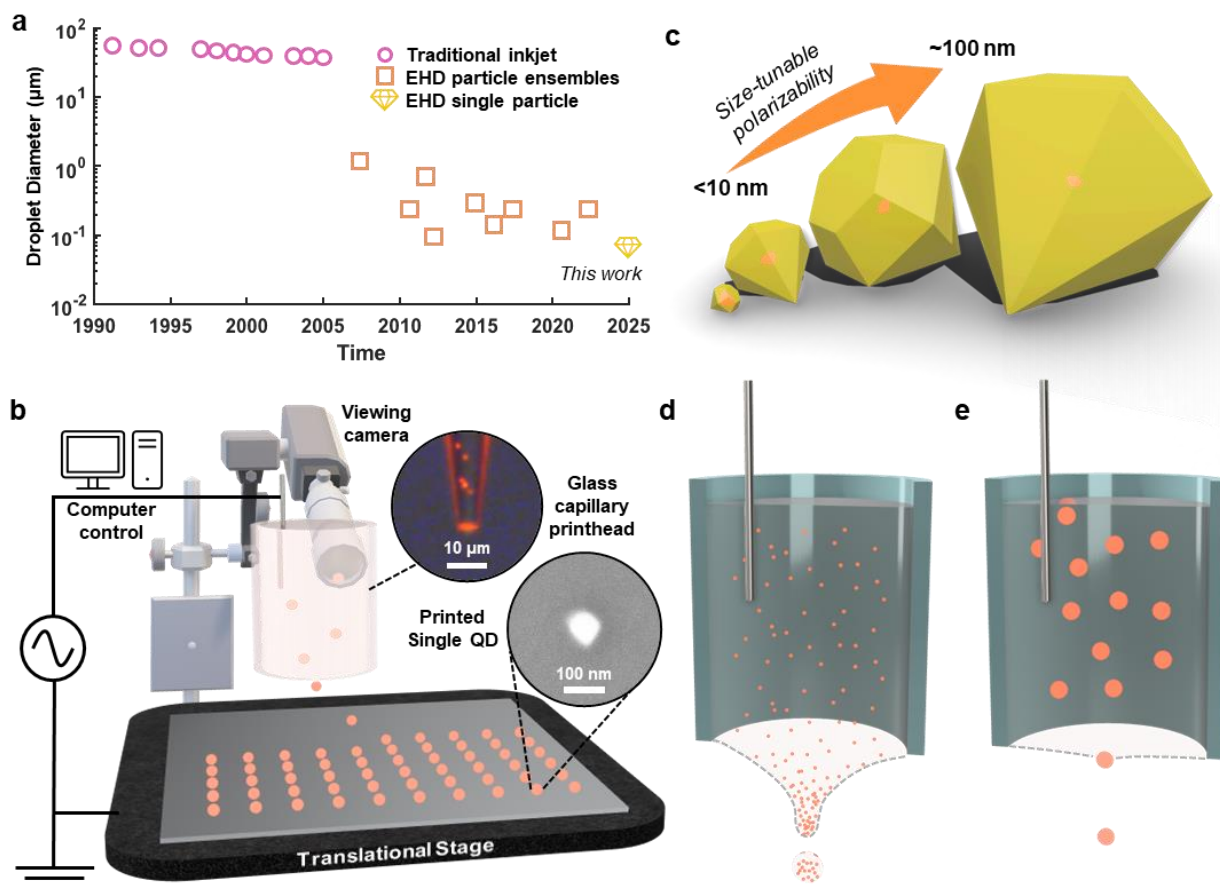 a
Droplet Diameter (µm)
10²
10¹
10⁰
10⁻¹
10⁻²
1990
1995
2000
2005
2010
2015
2020
2025
Time
Traditional inkjet
EHD particle ensembles
EHD single particle
This work
c
<10 nm
Size-tunable
polarizability
~100 nm
b
Computer
control
Viewing
camera
10 µm
Glass
capillary
printhead
Printed
Single QD
100 nm
Translational Stage
d
e